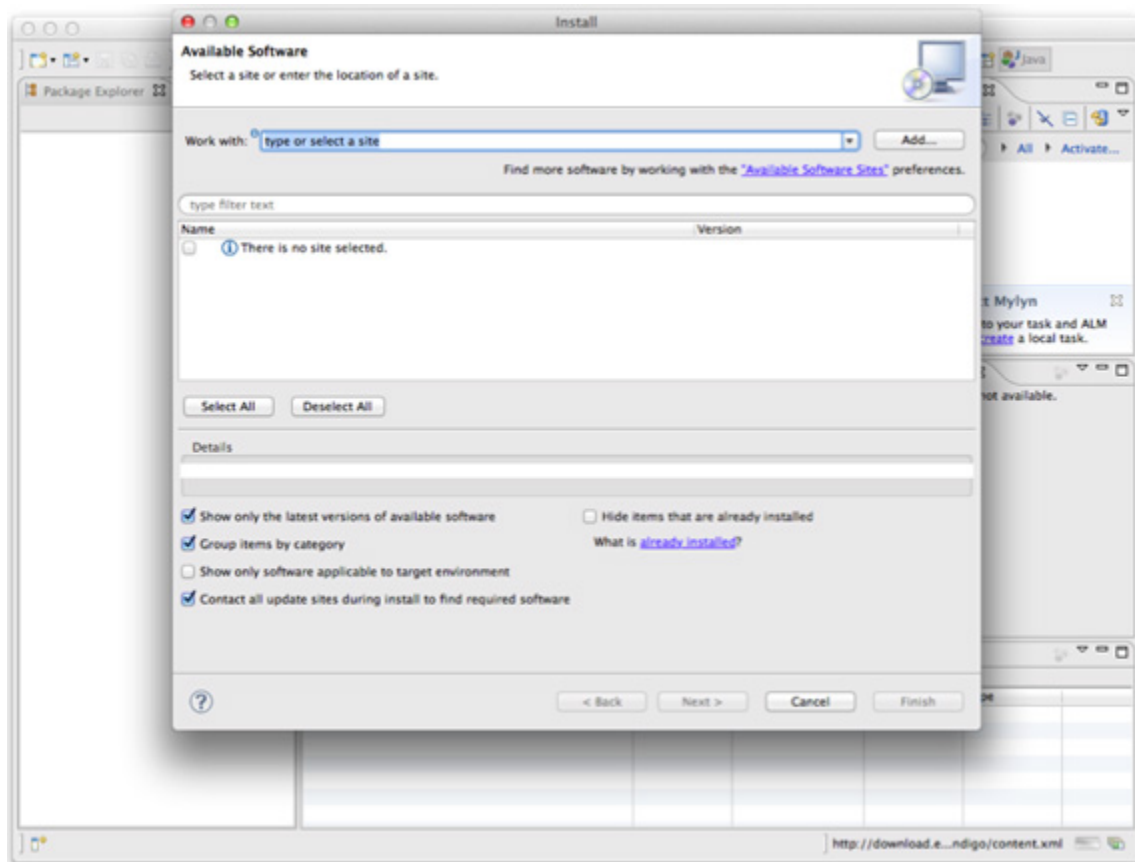 Install
Available Software
Select a site or enter the location of a site.
Java
Package Explorer
Work with: type or select a site
Add...
All
Activate...
Find more software by working with the "Available Software Sites" preferences.
type filter text
Name
Version
There is no site selected.
t Mylyn
to your task and ALM
create a local task.
Select All
Deselect All
not available.
Details
Show only the latest versions of available software
Hide items that are already installed
Group items by category
What is already installed?
Show only software applicable to target environment
Contact all update sites during install to find required software
?
< Back
Next >
Cancel
Finish
pe
http://download.e...ndigo/content.xml